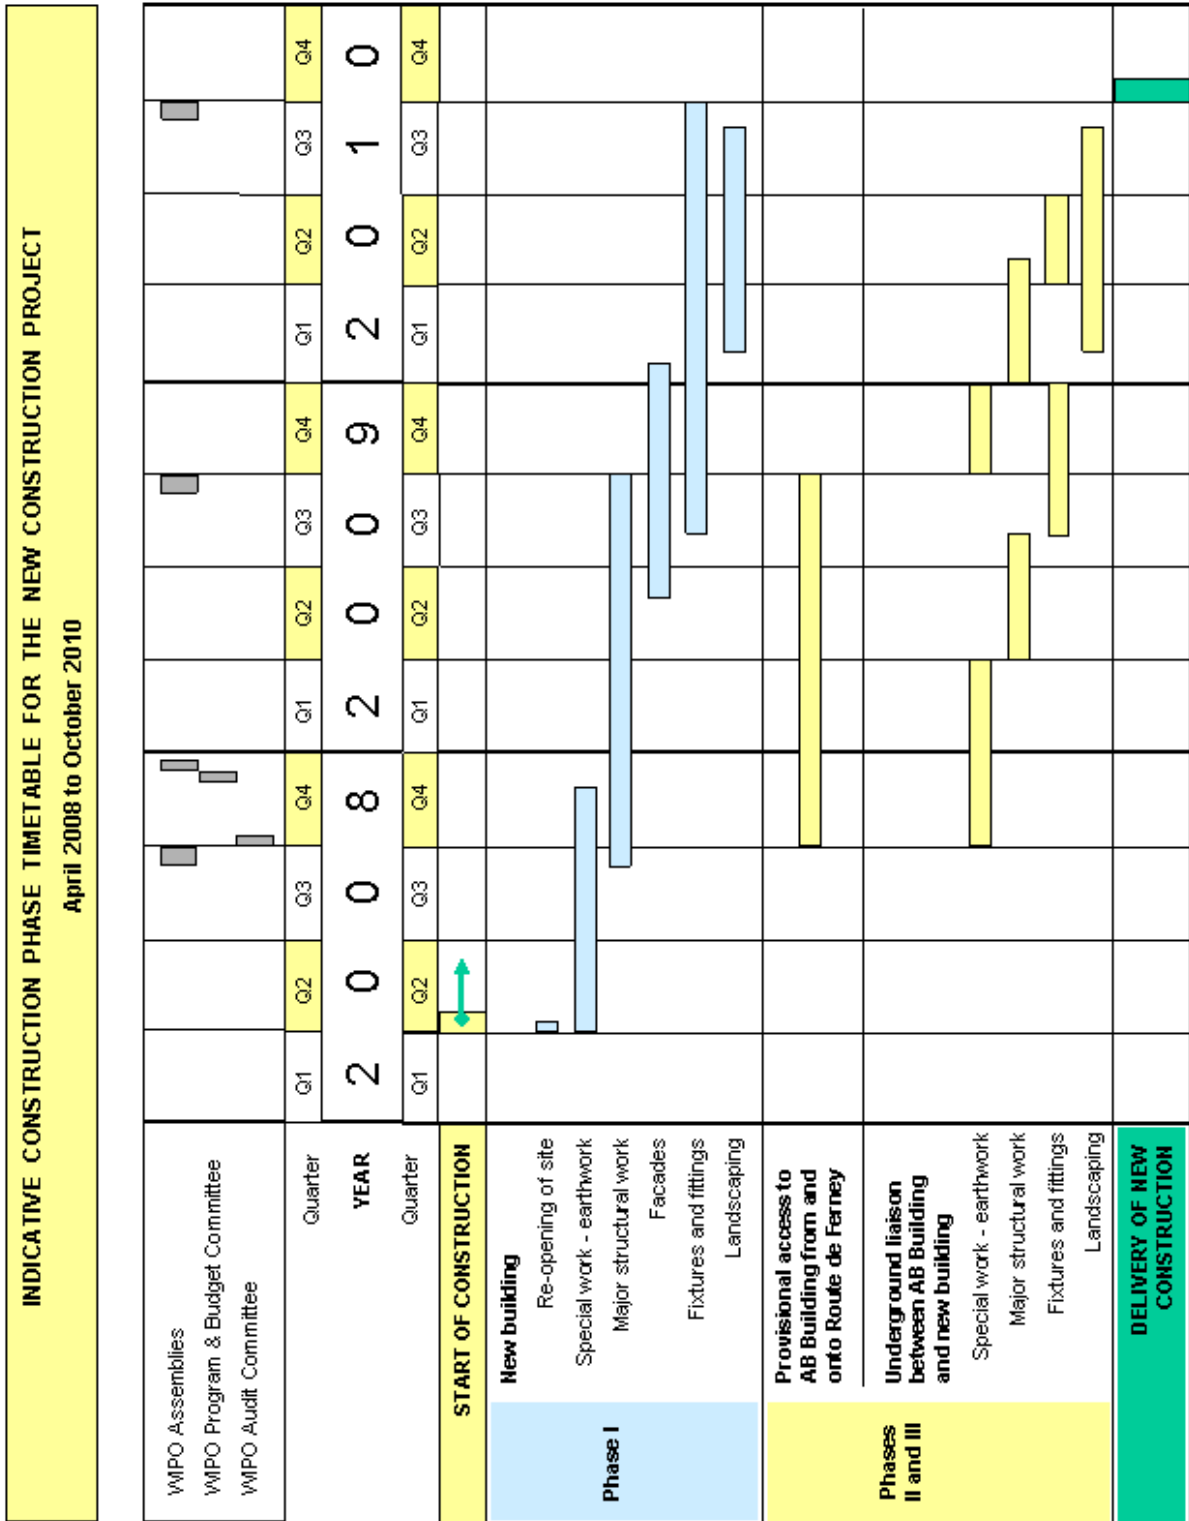 INDICATIVE CONSTRUCTION PHASE TIMETABLE FOR THE NEW CONSTRUCTION PROJECT
April 2008 to October 2010
WIPO Assemblies
WIPO Program & Budget Committee
WIPO Audit Committee
Quarter Q1 Q2 Q3 Q4 Q1 Q2 Q3 Q4 Q1 Q2 Q3 Q4
YEAR 2 0 0 8 2 0 0 9 2 0 1 0
Quarter Q1 Q2 Q3 Q4 Q1 Q2 Q3 Q4 Q1 Q2 Q3 Q4
START OF CONSTRUCTION
Phase I
New building
Re-opening of site
Special work - earthwork
Major structural work
Facades
Fixtures and fittings
Landscaping
Phases
II and III
Provisional access to
AB Building from and
onto Route de Ferney
Underground liaison
between AB Building
and new building
Special work - earthwork
Major structural work
Fixtures and fittings
Landscaping
DELIVERY OF NEW
CONSTRUCTION